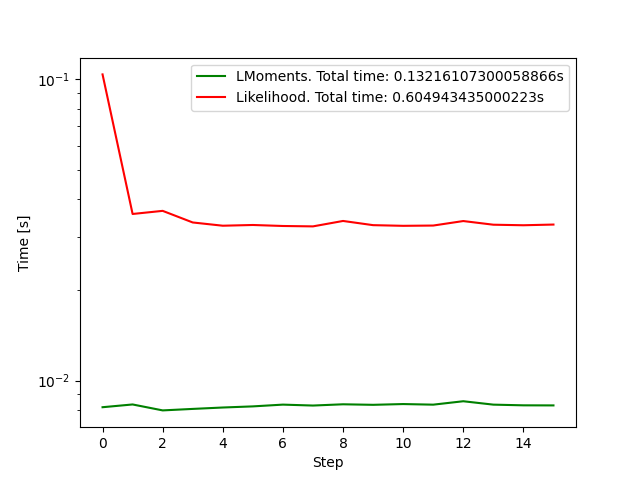 LMoments. Total time: 0.13216107300058866s
Likelihood. Total time: 0.604943435000223s
10⁻¹
10⁻²
Time [s]
0 2 4 6 8 10 12 14
Step